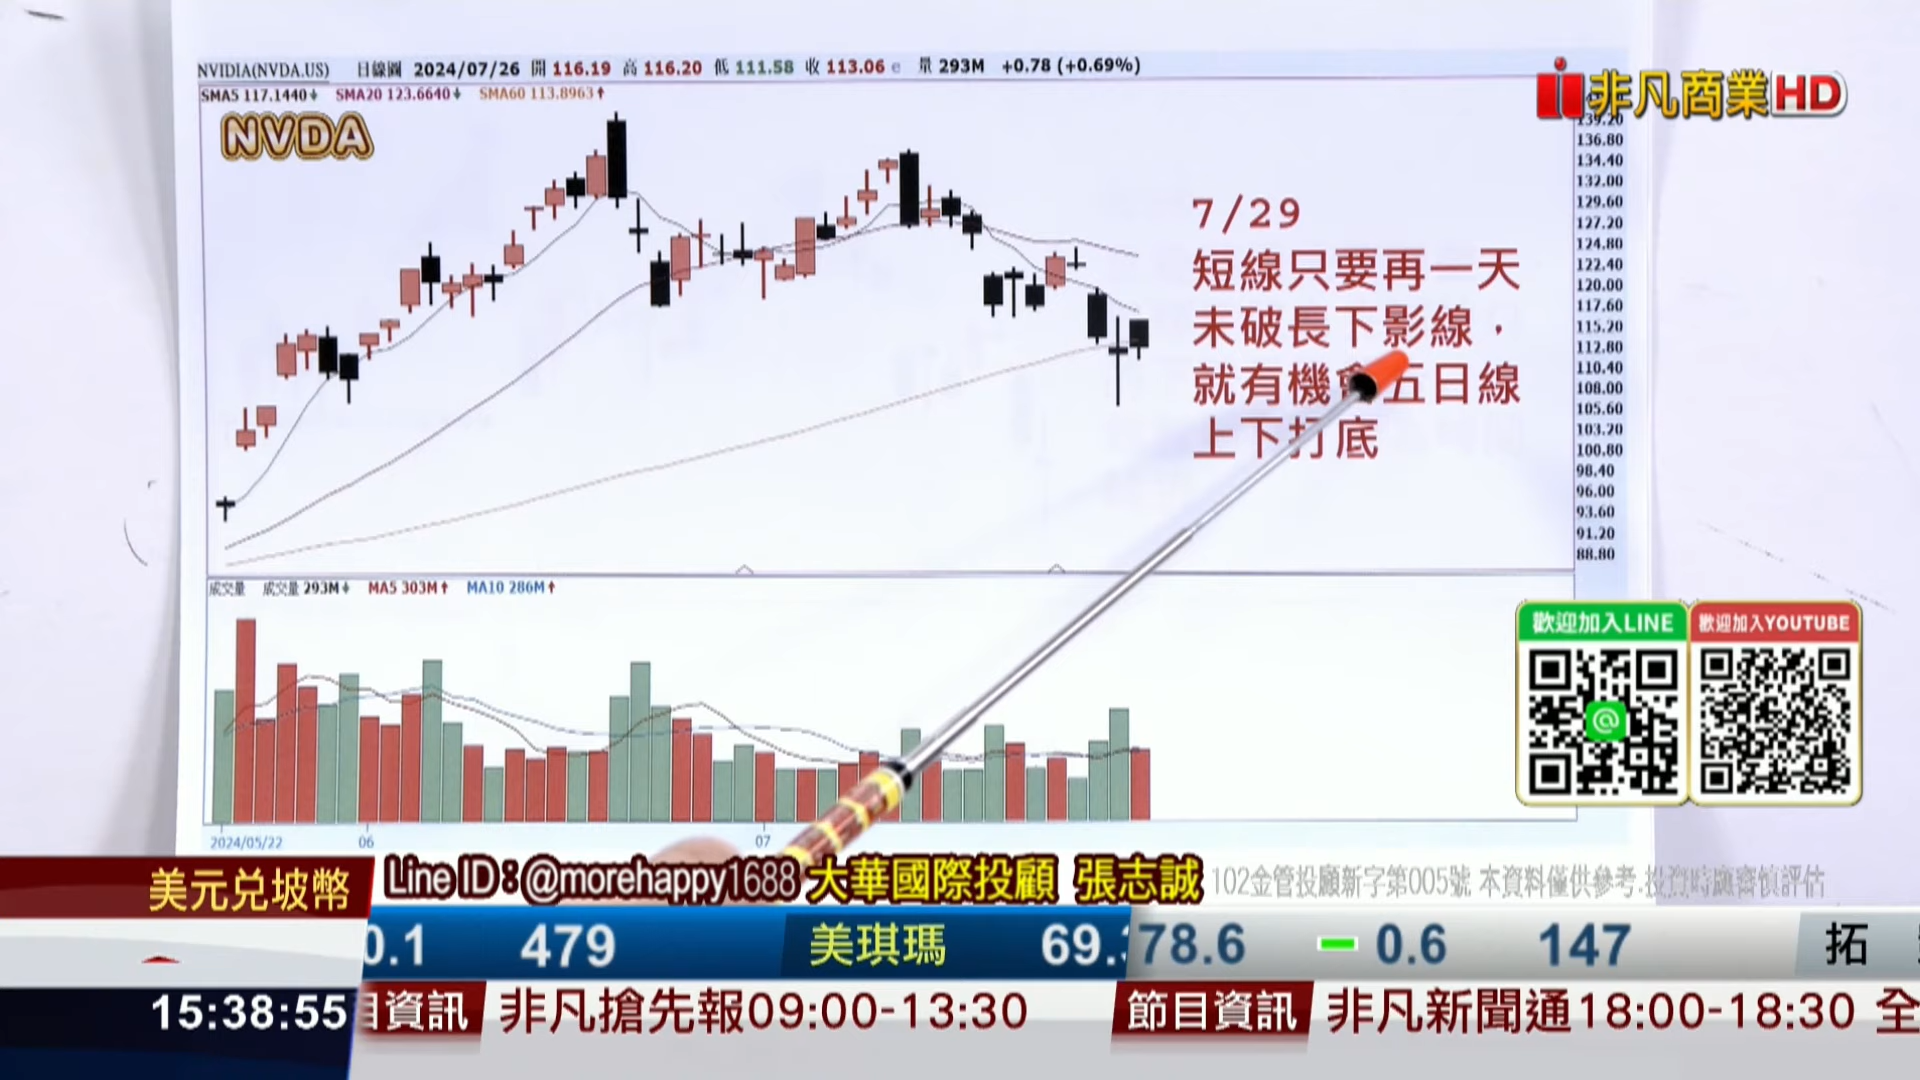 NVIDIA(NVDA.US) 日線圖 2024/07/26 開 116.19 高 116.20 低 111.58 收 113.06 e 量 293M +0.78 (+0.69%)
SMA5 117.1440↓ SMA20 123.6640↓ SMA60 113.8963↑
NVDA
非凡商業HD
139.20
136.80
134.40
132.00
129.60
127.20
124.80
122.40
120.00
117.60
115.20
112.80
110.40
108.00
105.60
103.20
100.80
98.40
96.00
93.60
91.20
88.80
7/29
短線只要再一天
未破長下影線，
就有機會五日線
上下打底
成交量 成交量 293M↓ MA5 303M↑ MA10 286M↑
2024/05/22 06 07
歡迎加入LINE 歡迎加入YOUTUBE
Line ID：@morehappy1688 大華國際投顧 張志誠 102金管投顧新字第005號 本資料僅供參考.投資時應審慎評估
美元兌坡幣
0.1 479 美琪瑪 69. 78.6 0.6 147 拓
15:38:55
目資訊 非凡搶先報09:00-13:30 節目資訊 非凡新聞通18:00-18:30 全